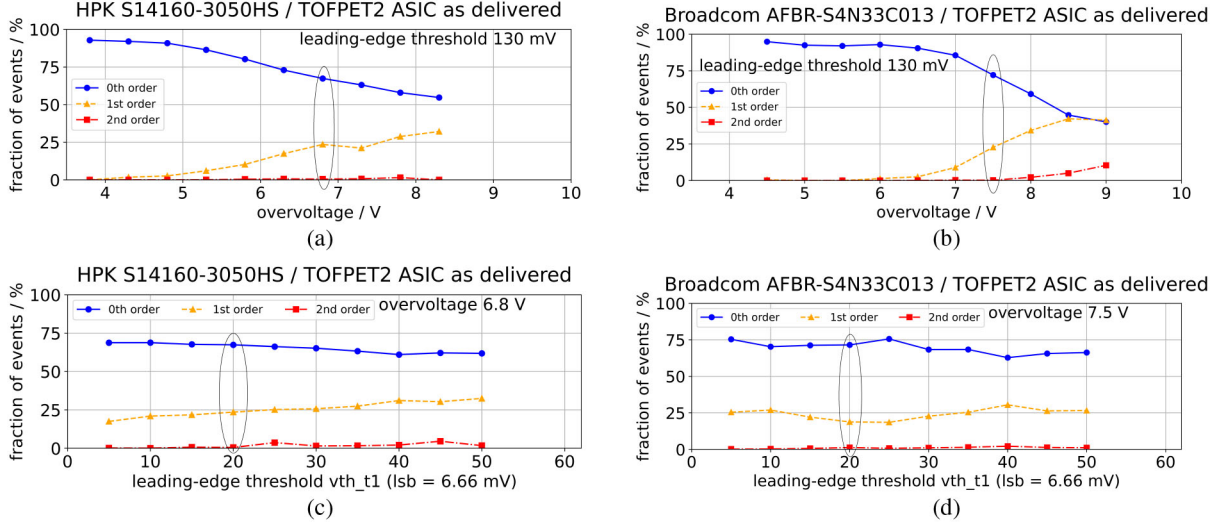 HPK S14160-3050HS / TOFPET2 ASIC as delivered
fraction of events / %
100
75
50
25
0
leading-edge threshold 130 mV
0th order
1st order
2nd order
4 5 6 7 8 9 10
overvoltage / V
(a)
Broadcom AFBR-S4N33C013 / TOFPET2 ASIC as delivered
fraction of events / %
100
75
50
25
0
leading-edge threshold 130 mV
0th order
1st order
2nd order
4 5 6 7 8 9 10
overvoltage / V
(b)
HPK S14160-3050HS / TOFPET2 ASIC as delivered
fraction of events / %
100
75
50
25
0
overvoltage 6.8 V
0th order 1st order 2nd order
0 10 20 30 40 50 60
leading-edge threshold vth_t1 (lsb = 6.66 mV)
(c)
Broadcom AFBR-S4N33C013 / TOFPET2 ASIC as delivered
fraction of events / %
100
75
50
25
0
0th order 1st order 2nd order
overvoltage 7.5 V
0 10 20 30 40 50 60
leading-edge threshold vth_t1 (lsb = 6.66 mV)
(d)